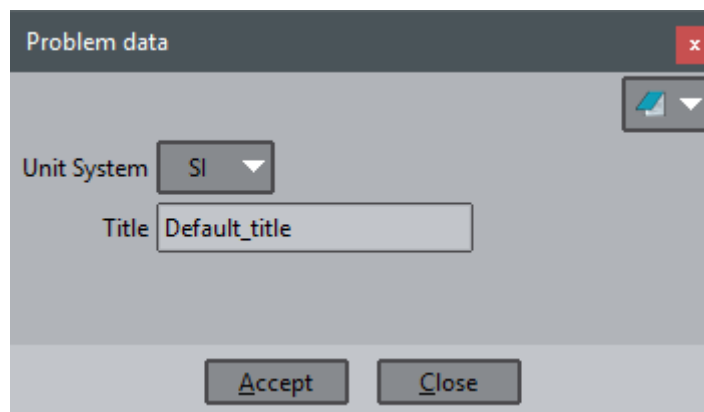 Problem data
x
Unit System SI
Title Default_title
Accept Close